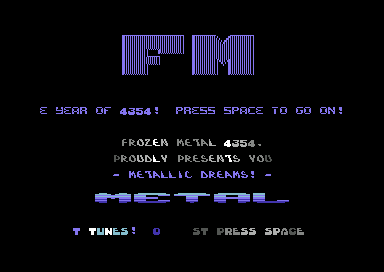 FM
E YEAR OF 4354! PRESS SPACE TO GO ON!
FROZEN METAL 4354.
PROUDLY PRESENTS YOU
- METALLIC DREAMS! -
METAL
T TUNES! O ST PRESS SPACE